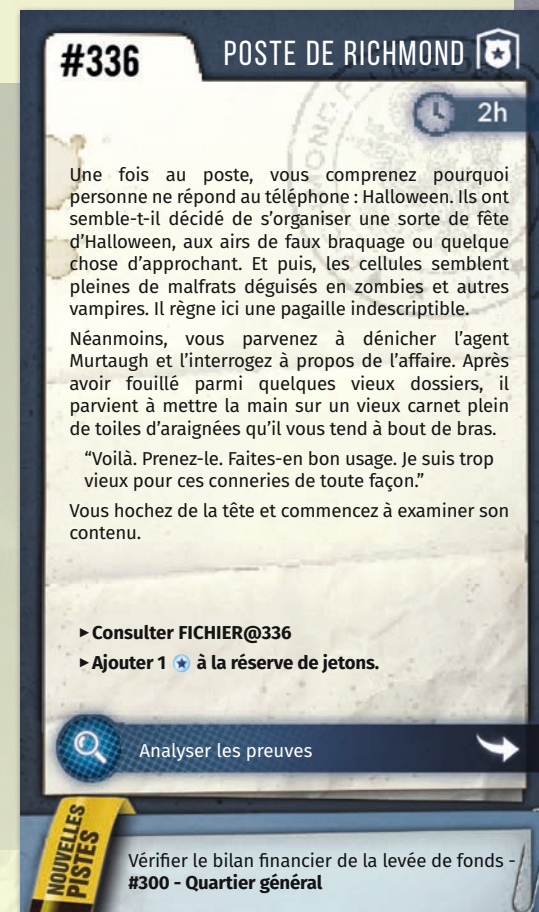 #336
POSTE DE RICHMOND
2h
Une fois au poste, vous comprenez pourquoi
personne ne répond au téléphone : Halloween. Ils ont
semble-t-il décidé de s’organiser une sorte de fête
d’Halloween, aux airs de faux braquage ou quelque
chose d’approchant. Et puis, les cellules semblent
pleines de malfrats déguisés en zombies et autres
vampires. Il règne ici une pagaille indescriptible.
Néanmoins, vous parvenez à dénicher l’agent
Murtaugh et l’interrogez à propos de l’affaire. Après
avoir fouillé parmi quelques vieux dossiers, il
parvient à mettre la main sur un vieux carnet plein
de toiles d’araignées qu’il vous tend à bout de bras.
“Voilà. Prenez-le. Faites-en bon usage. Je suis trop
vieux pour ces conneries de toute façon.”
Vous hochez de la tête et commencez à examiner son
contenu.
▸ Consulter FICHIER@336
▸ Ajouter 1 à la réserve de jetons.
Analyser les preuves
NOUVELLES
PISTES
Vérifier le bilan financier de la levée de fonds -
#300 - Quartier général